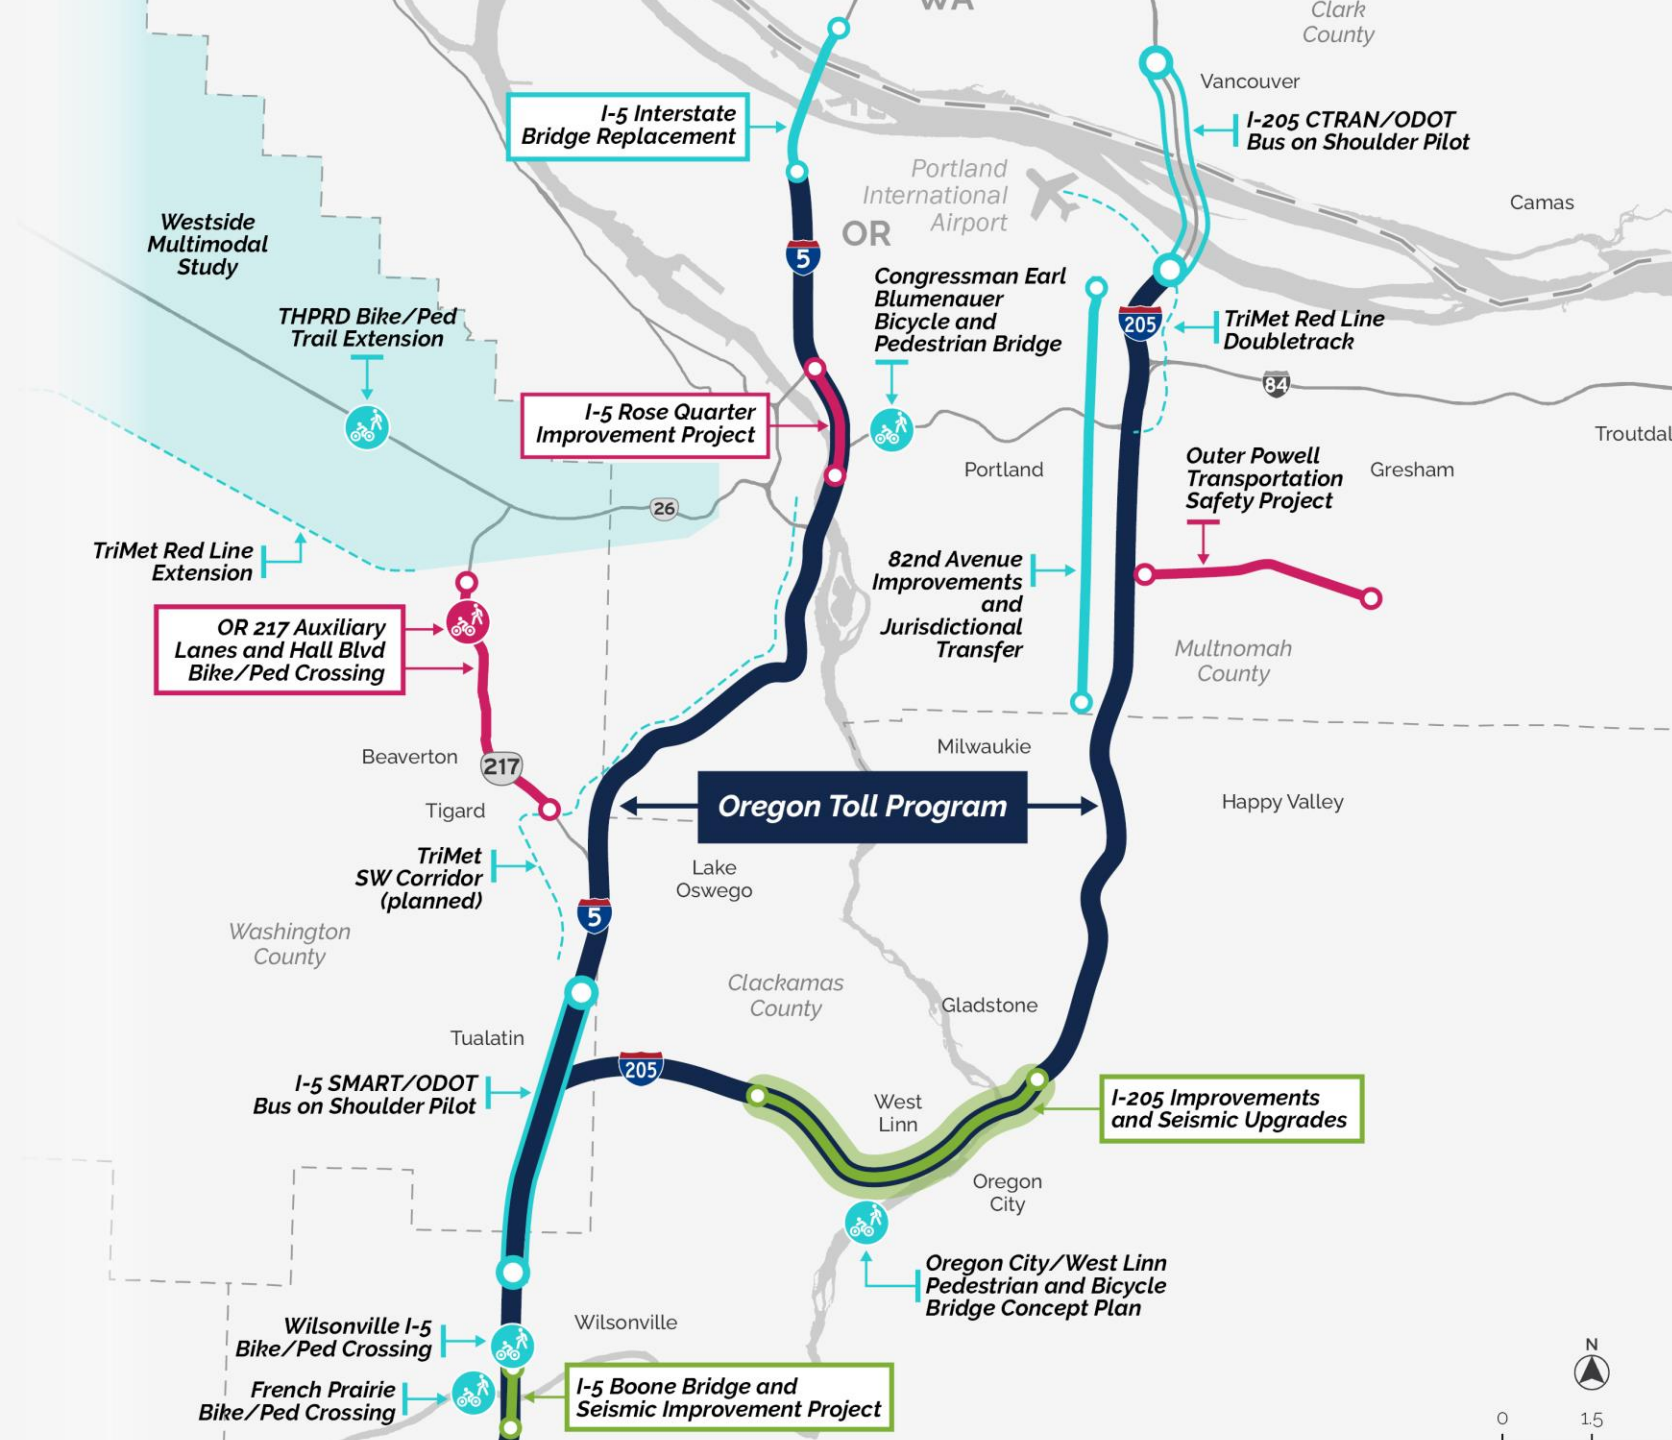 WA
Clark
County
Vancouver
I-5 Interstate
Bridge Replacement
I-205 CTRAN/ODOT
Bus on Shoulder Pilot
Portland
International
Airport
Camas
OR
5
Westside
Multimodal
Study
Congressman Earl
Blumenauer
Bicycle and
Pedestrian Bridge
THPRD Bike/Ped
Trail Extension
205
TriMet Red Line
Doubletrack
84
I-5 Rose Quarter
Improvement Project
Troutdal
Portland
Outer Powell
Transportation
Safety Project
Gresham
26
TriMet Red Line
Extension
82nd Avenue
Improvements
and
Jurisdictional
Transfer
OR 217 Auxiliary
Lanes and Hall Blvd
Bike/Ped Crossing
Multnomah
County
Beaverton
217
Milwaukie
Tigard
Oregon Toll Program
Happy Valley
TriMet
SW Corridor
(planned)
Lake
Oswego
5
Washington
County
Clackamas
County
Gladstone
Tualatin
205
I-5 SMART/ODOT
Bus on Shoulder Pilot
West
Linn
I-205 Improvements
and Seismic Upgrades
Oregon
City
Oregon City/West Linn
Pedestrian and Bicycle
Bridge Concept Plan
Wilsonville I-5
Bike/Ped Crossing
Wilsonville
French Prairie
Bike/Ped Crossing
I-5 Boone Bridge and
Seismic Improvement Project
N
0 1.5